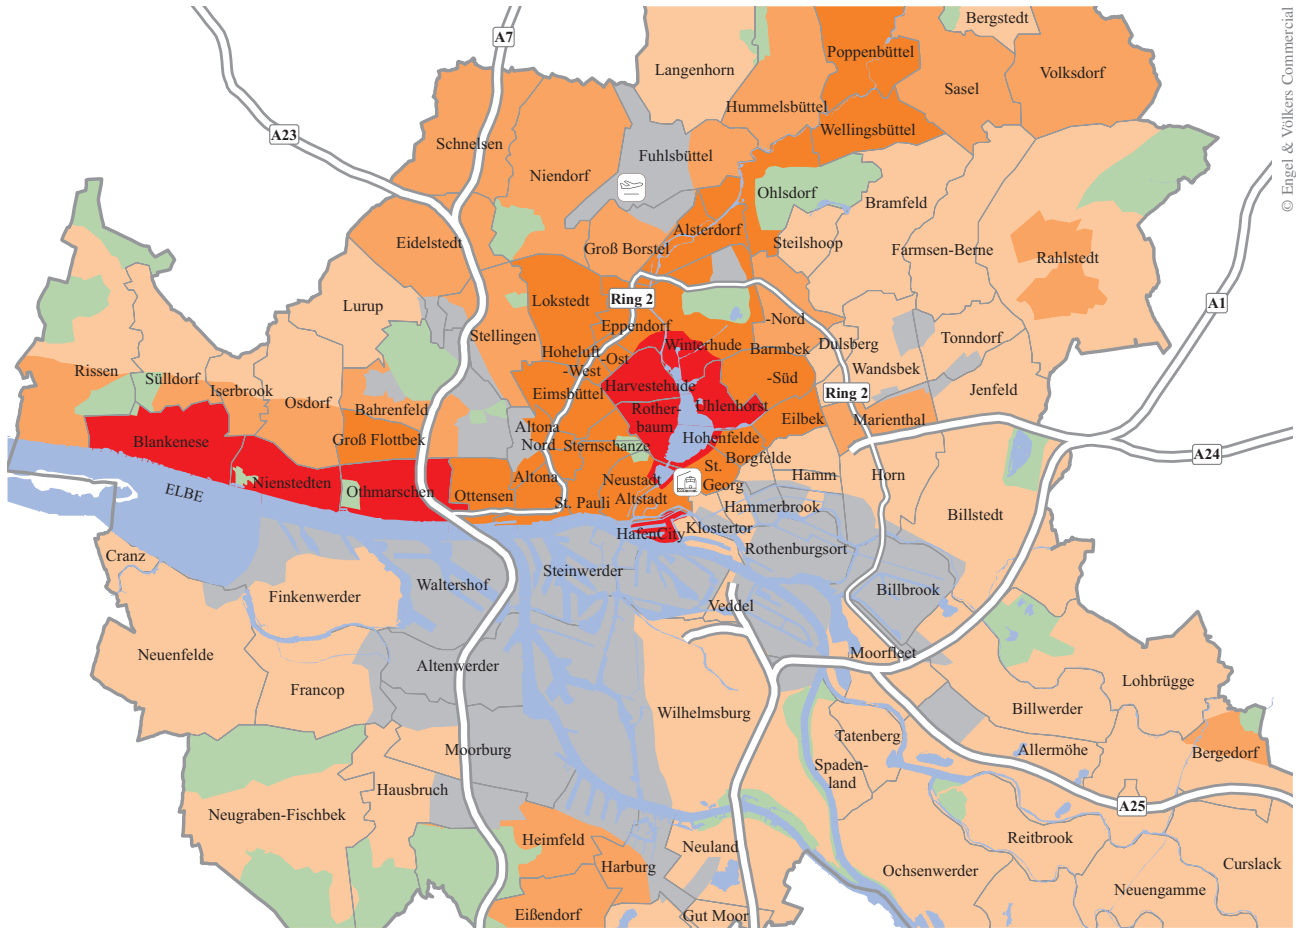 © Engel & Völkers Commercial
Bergstedt
A7
Poppenbüttel
Langenhorn
Volksdorf
Sasel
Hummelsbüttel
A23
Wellingsbüttel
Schnelsen
Fuhlsbüttel
Niendorf
Ohlsdorf
Bramfeld
Alsterdorf
Eidelstedt
Groß Borstel
Steilshoop
Farmsen-Berne
Rahlstedt
Lokstedt
Ring 2
A1
Lurup
-Nord
Eppendorf
Stellingen
Winterhude
Dulsberg
Tonndorf
Barmbek
Hoheluft
-Ost
-West
Wandsbek
Rissen
Sülldorf
-Süd
Iserbrook
Harvestehude
Jenfeld
Eimsbüttel
Ring 2
Osdorf
Bahrenfeld
Rother-
baum
Uhlenhorst
Eilbek
Marienthal
Altona
Nord
Blankenese
Groß Flottbek
Sternschanze
Hohenfelde
A24
Borgfelde
St.
Georg
Hamm
Horn
Altona
Neustadt
Nienstedten
Othmarschen
Ottensen
ELBE
St. Pauli
Altstadt
Hammerbrook
Billstedt
Klostertor
HafenCity
Rothenburgsort
Cranz
Steinwerder
Waltershof
Billbrook
Finkenwerder
Veddel
Moorfleet
Neuenfelde
Altenwerder
Lohbrügge
Francop
Billwerder
Wilhelmsburg
Tatenberg
Moorburg
Allermöhe
Bergedorf
Spaden-
land
Hausbruch
A25
Neugraben-Fischbek
Reitbrook
Heimfeld
Neuland
Harburg
Ochsenwerder
Curslack
Neuengamme
Eißendorf
Gut Moor